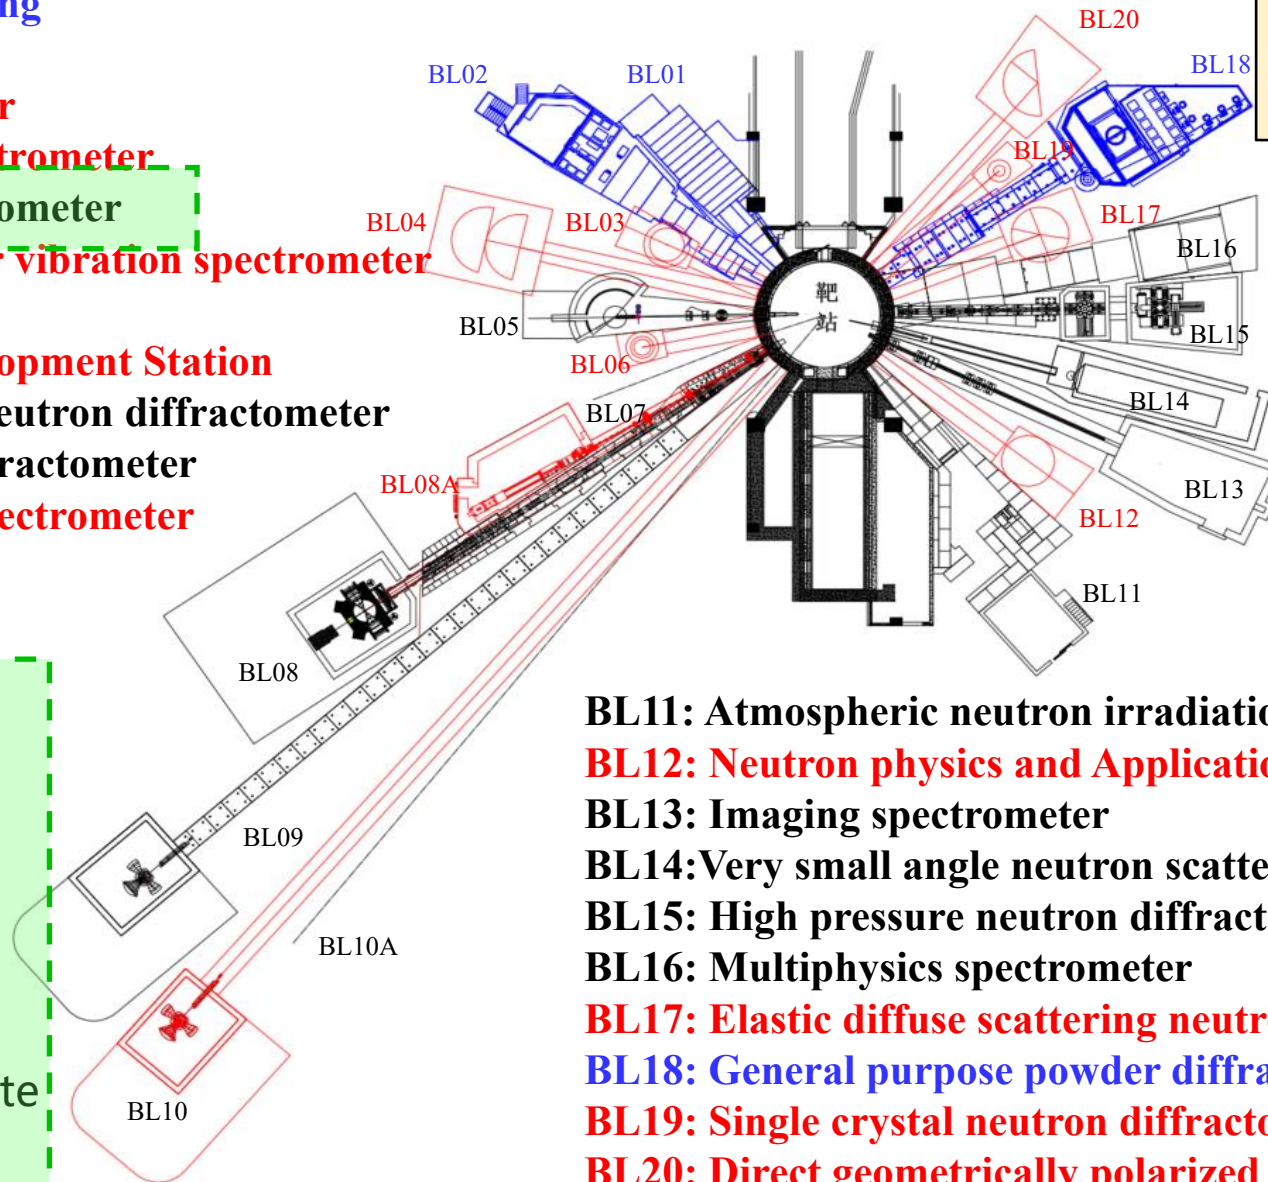 ng
r
trometer
ometer
r vibration spectrometer
opment Station
eutron diffractometer
ractometer
ectrometer
BL20
BL02
BL01
BL18
BL19
BL04
BL03
BL17
BL16
靶
站
BL05
BL15
BL06
BL14
BL07
BL08A
BL13
BL12
BL11
BL08
BL09
BL10A
BL10
te
BL11: Atmospheric neutron irradiatio
BL12: Neutron physics and Applicatio
BL13: Imaging spectrometer
BL14:Very small angle neutron scatte
BL15: High pressure neutron diffract
BL16: Multiphysics spectrometer
BL17: Elastic diffuse scattering neutr
BL18: General purpose powder diffra
BL19: Single crystal neutron diffracto
BL20: Direct geometrically polarized